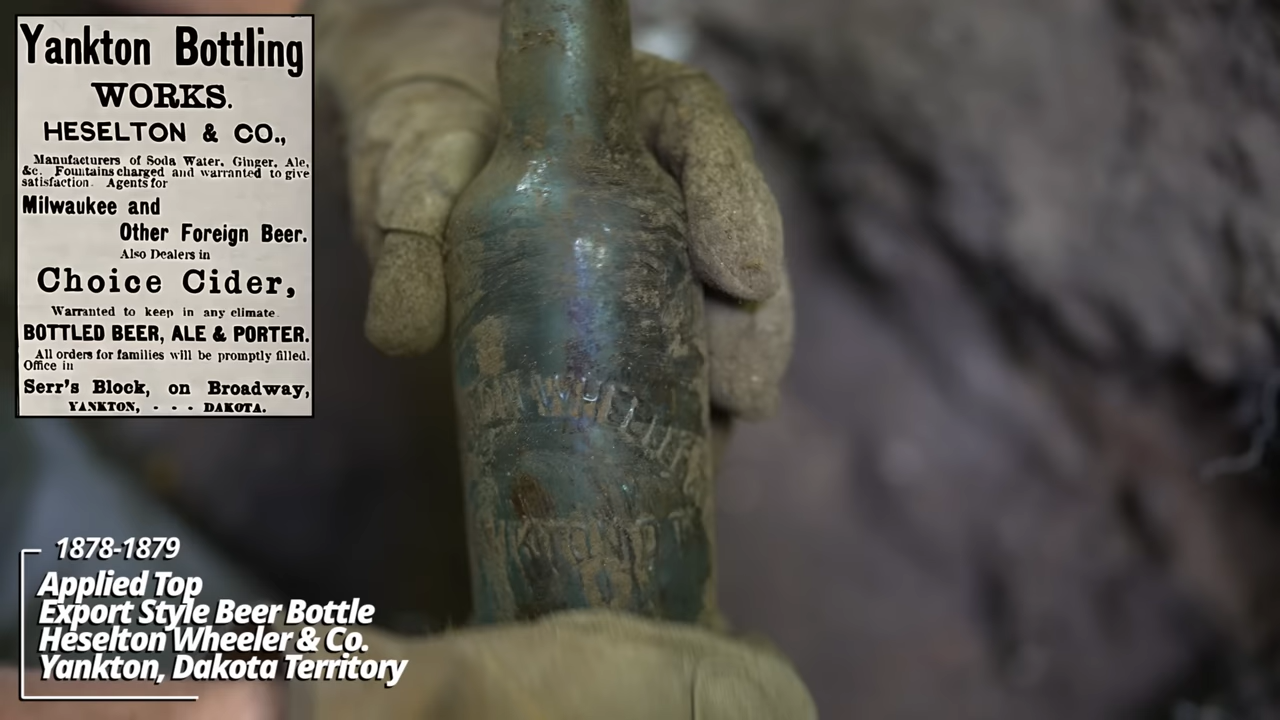 Yankton Bottling
WORKS.
HESELTON & CO.,
Manufacturers of Soda Water, Ginger, Ale,
&c. Fountains charged and warranted to give
satisfaction. Agents for
Milwaukee and
Other Foreign Beer.
Also Dealers in
Choice Cider,
Warranted to keep in any climate.
BOTTLED BEER, ALE & PORTER.
All orders for families will be promptly filled.
Office in
Serr's Block, on Broadway,
YANKTON, - - - DAKOTA.
ON WHEELER
NKTON D T
1878-1879
Applied Top
Export Style Beer Bottle
Heselton Wheeler & Co.
Yankton, Dakota Territory